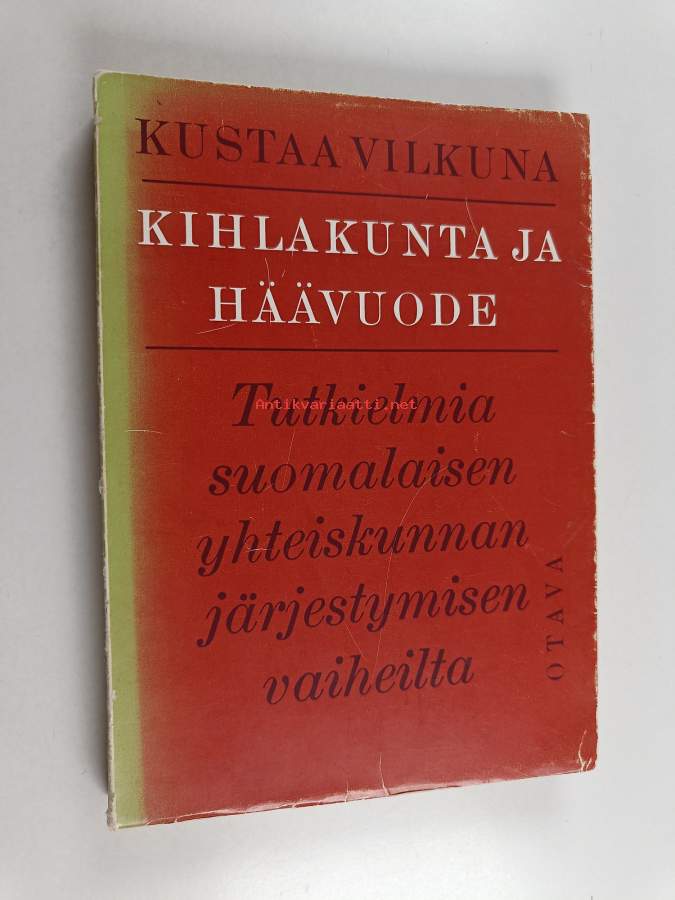 KUSTAA VILKUNA
KIHLAKUNTA JA
HÄÄVUODE
Tutkielmia
Antikvariaatti.net
suomalaisen
yhteiskunnan
järjestymisen
vaiheilta
OTAVA